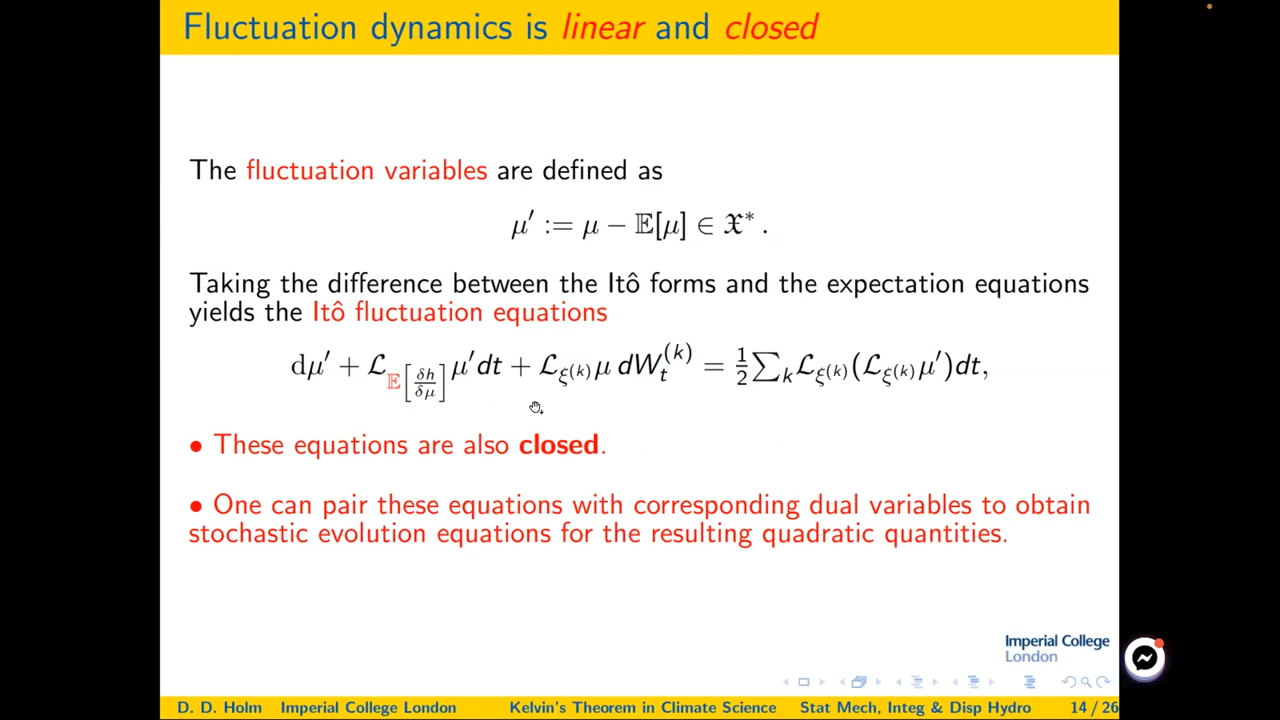 Fluctuation dynamics is linear and closed
The fluctuation variables are defined as
μ′ := μ − 𝔼[μ] ∈ 𝔛* .
Taking the difference between the Itô forms and the expectation equations
yields the Itô fluctuation equations
dμ′ + ℒ_{𝔼[δh/δμ]} μ′dt + ℒ_{ξ^{(k)}} μ dW_t^{(k)} = ½ ∑_k ℒ_{ξ^{(k)}}(ℒ_{ξ^{(k)}} μ′)dt,
• These equations are also closed.
• One can pair these equations with corresponding dual variables to obtain
stochastic evolution equations for the resulting quadratic quantities.
Imperial College
London
D. D. Holm Imperial College London Kelvin's Theorem in Climate Science Stat Mech, Integ & Disp Hydro 14 / 26